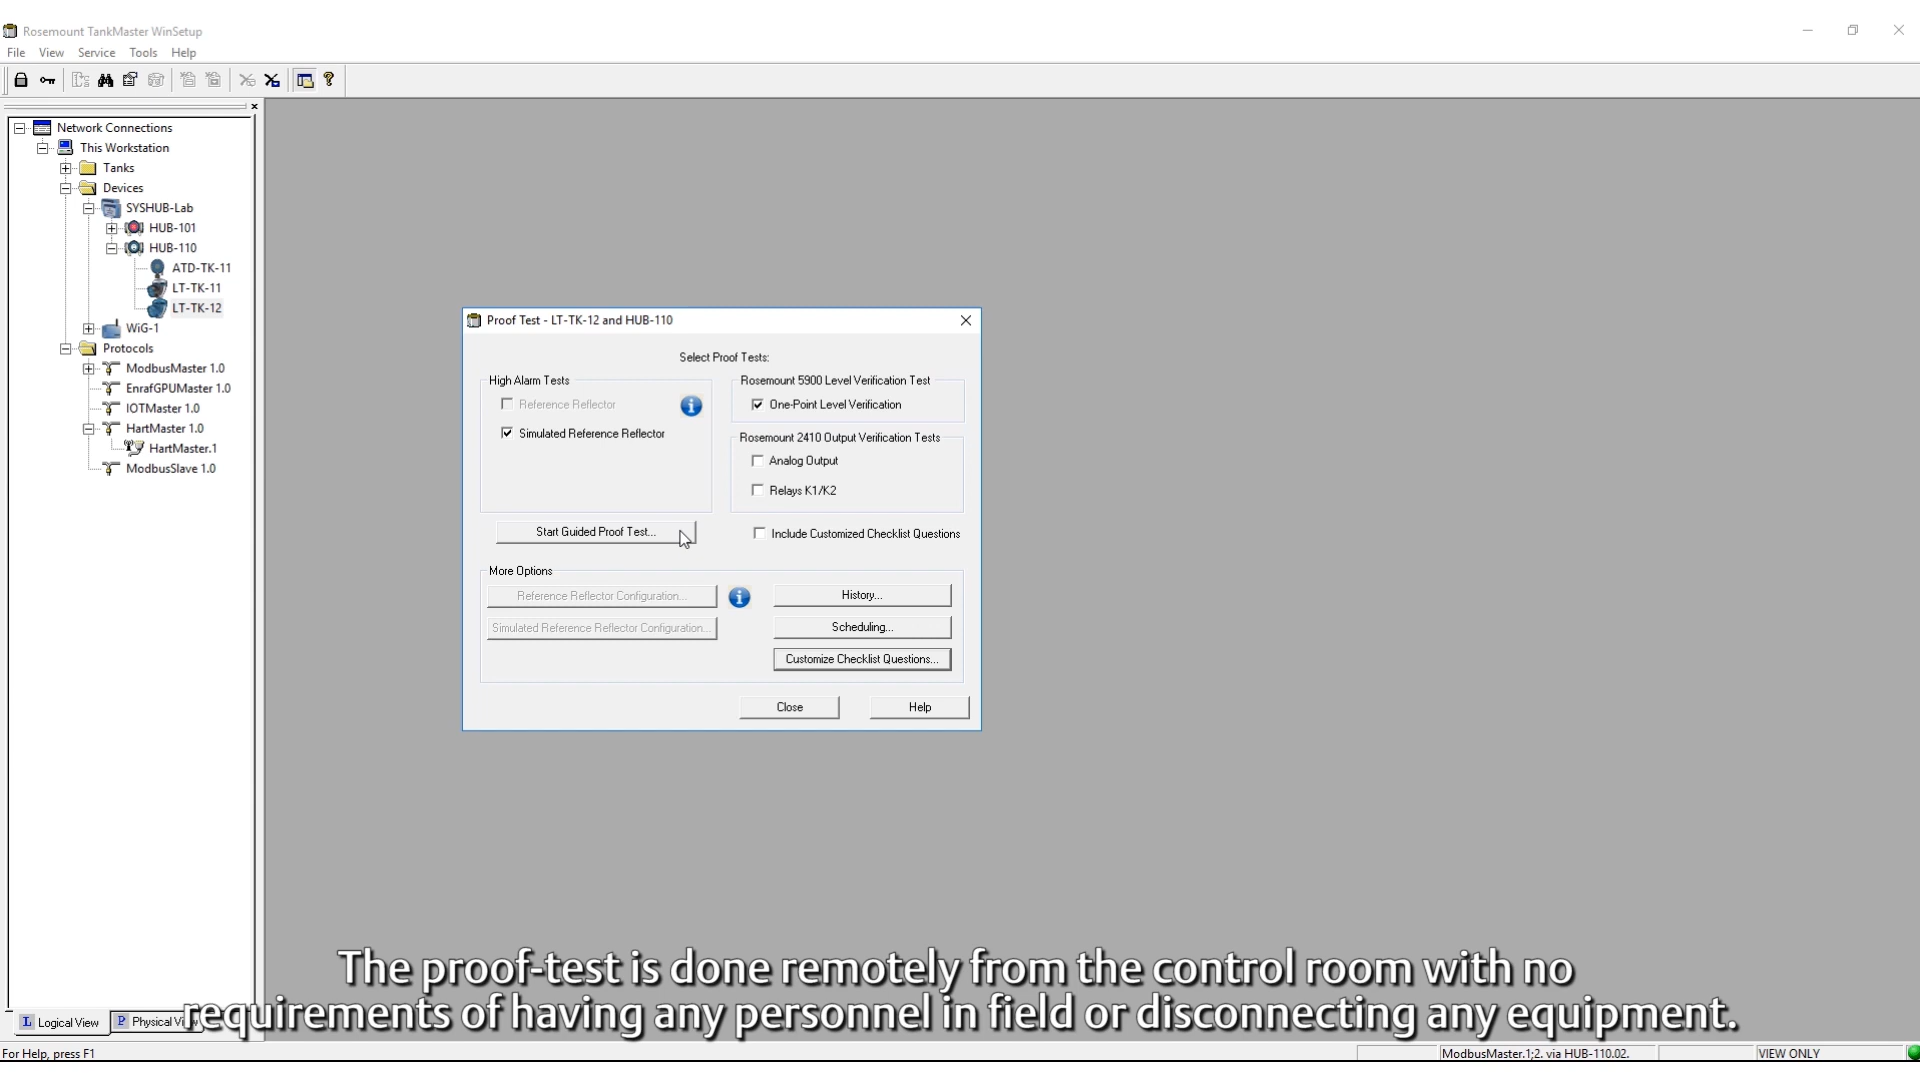 Rosemount TankMaster WinSetup
File View Service Tools Help
Network Connections
This Workstation
Tanks
Devices
SYSHUB-Lab
HUB-101
HUB-110
ATD-TK-11
LT-TK-11
LT-TK-12
WiG-1
Protocols
ModbusMaster 1.0
EnrafGPUMaster 1.0
IOTMaster 1.0
HartMaster 1.0
HartMaster.1
ModbusSlave 1.0
Proof Test - LT-TK-12 and HUB-110
Select Proof Tests:
High Alarm Tests
Reference Reflector
Simulated Reference Reflector
Rosemount 5900 Level Verification Test
One-Point Level Verification
Rosemount 2410 Output Verification Tests
Analog Output
Relays K1/K2
Start Guided Proof Test...
Include Customized Checklist Questions
More Options
Reference Reflector Configuration...
Simulated Reference Reflector Configuration...
History...
Scheduling...
Customize Checklist Questions...
Close
Help
The proof-test is done remotely from the control room with no
requirements of having any personnel in field or disconnecting any equipment.
L Logical View
P Physical
For Help, press F1
ModbusMaster.1;2. via HUB-110.02.
VIEW ONLY